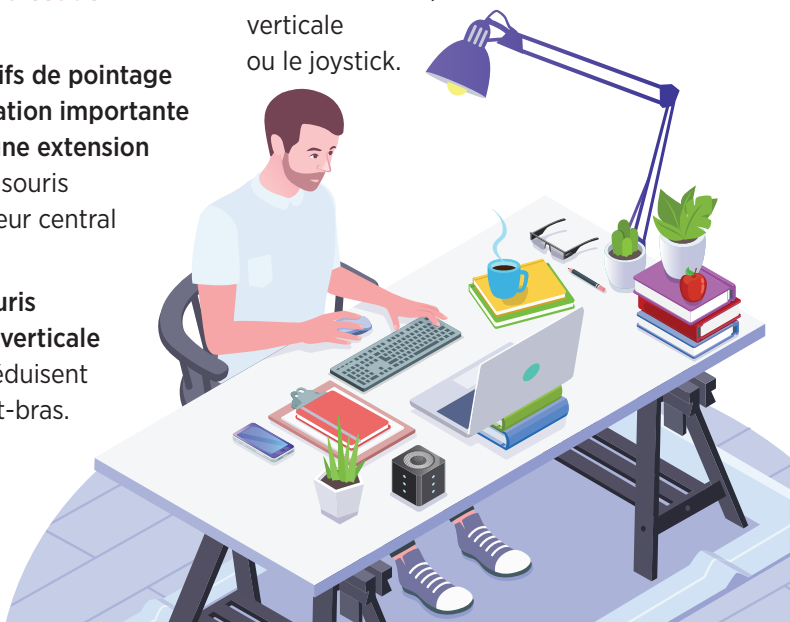 verticale
ou le joystick.
ifs de pointage
ation importante
une extension
souris
eur central
uris
verticale
éduisent
t-bras.